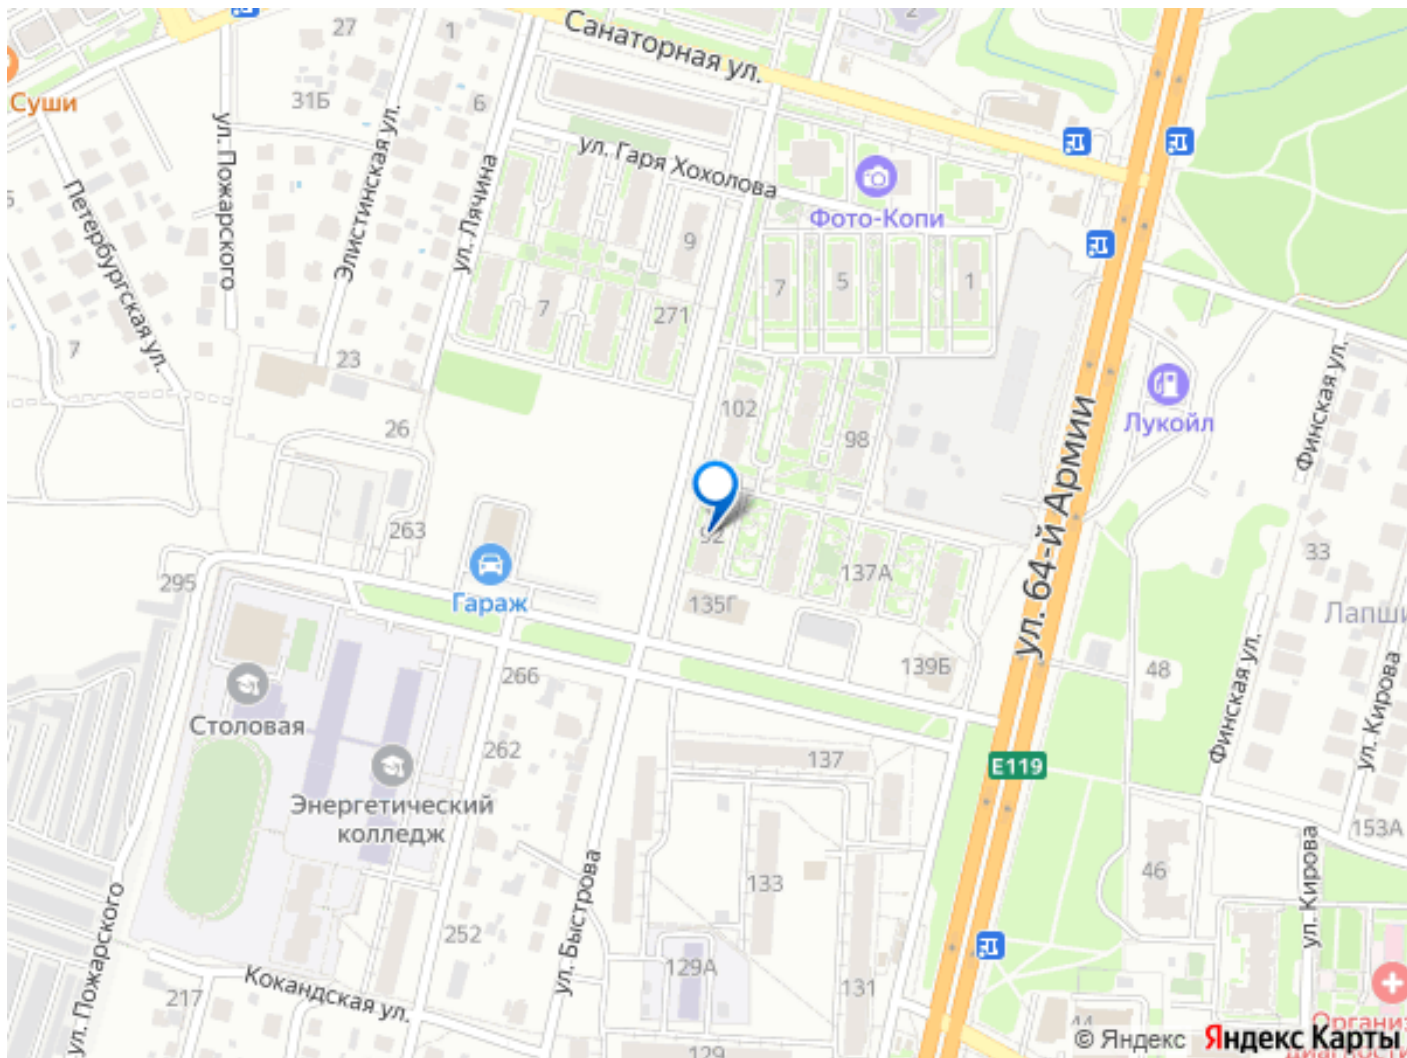 2
27
1
Санаторная ул.
Суши
31Б
6
ул. Пожарского
Элистинская ул.
ул. Гаря Хохолова
ул. Лячина
Фото-Копи
Петербургская ул.
9
7
5
1
7
271
7
23
102
98
26
Лукойл
Финская ул.
ул. 64-й Армии
263
92
33
295
137А
Гараж
135Г
Лапши
139Б
48
266
Финская ул.
ул. Кирова
Столовая
262
137
E119
Энергетический
колледж
153А
133
46
ул. Кирова
ул. Быстрова
252
ул. Пожарского
129А
131
217
Кокандская ул.
44
Организ
129
© Яндекс Яндекс Карты